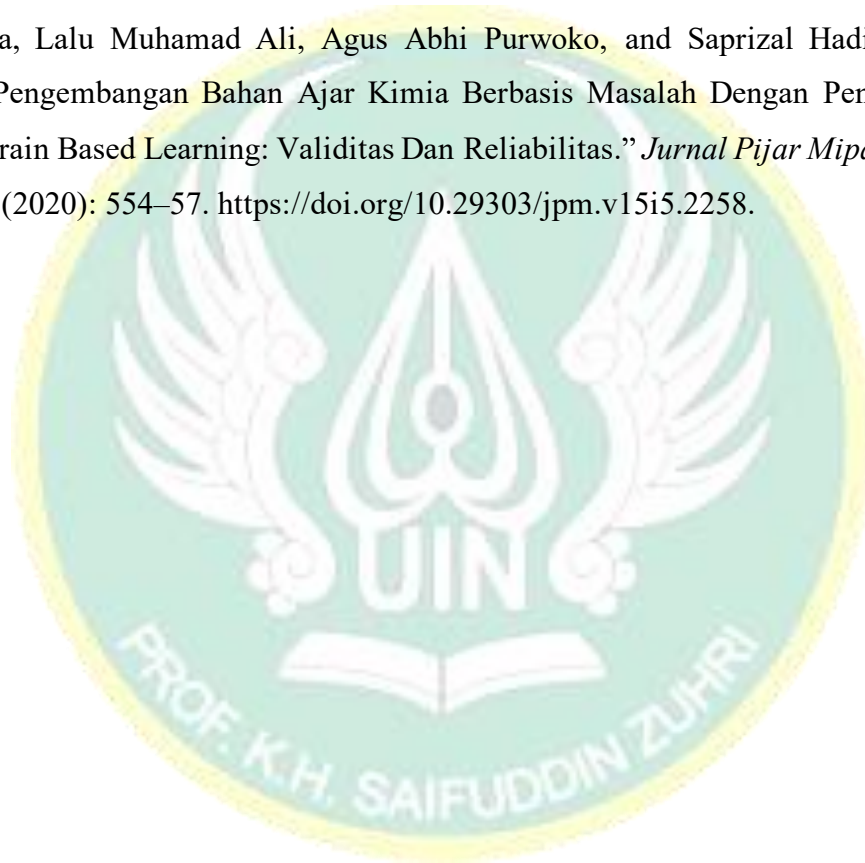 a, Lalu Muhamad Ali, Agus Abhi Purwoko, and Saprizal Hadi
Pengembangan Bahan Ajar Kimia Berbasis Masalah Dengan Pen
rain Based Learning: Validitas Dan Reliabilitas.” Jurnal Pijar Mipa
(2020): 554–57. https://doi.org/10.29303/jpm.v15i5.2258.
UIN
PROF. K.H. SAIFUDDIN ZUHRI